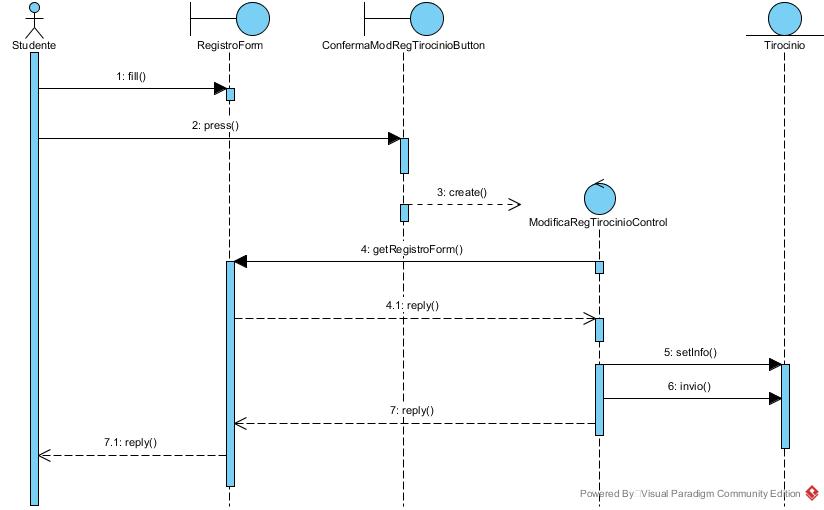 Studente
RegistroForm
ConfermaModRegTirocinioButton
Tirocinio
1: fill()
2: press()
3: create()
ModificaRegTirocinioControl
4: getRegistroForm()
4.1: reply()
5: setInfo()
6: invio()
7: reply()
7.1: reply()
Powered By Visual Paradigm Community Edition